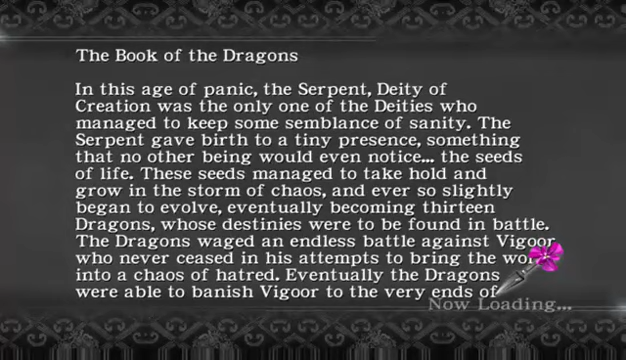 The Book of the Dragons
In this age of panic, the Serpent, Deity of
Creation was the only one of the Deities who
managed to keep some semblance of sanity. The
Serpent gave birth to a tiny presence, something
that no other being would even notice... the seeds
of life. These seeds managed to take hold and
grow in the storm of chaos, and ever so slightly
began to evolve, eventually becoming thirteen
Dragons, whose destinies were to be found in battle.
The Dragons waged an endless battle against Vigoor
who never ceased in his attempts to bring the
into a chaos of hatred. Eventually the Dragons
were able to banish Vigoor to the very ends of
Now Loading...